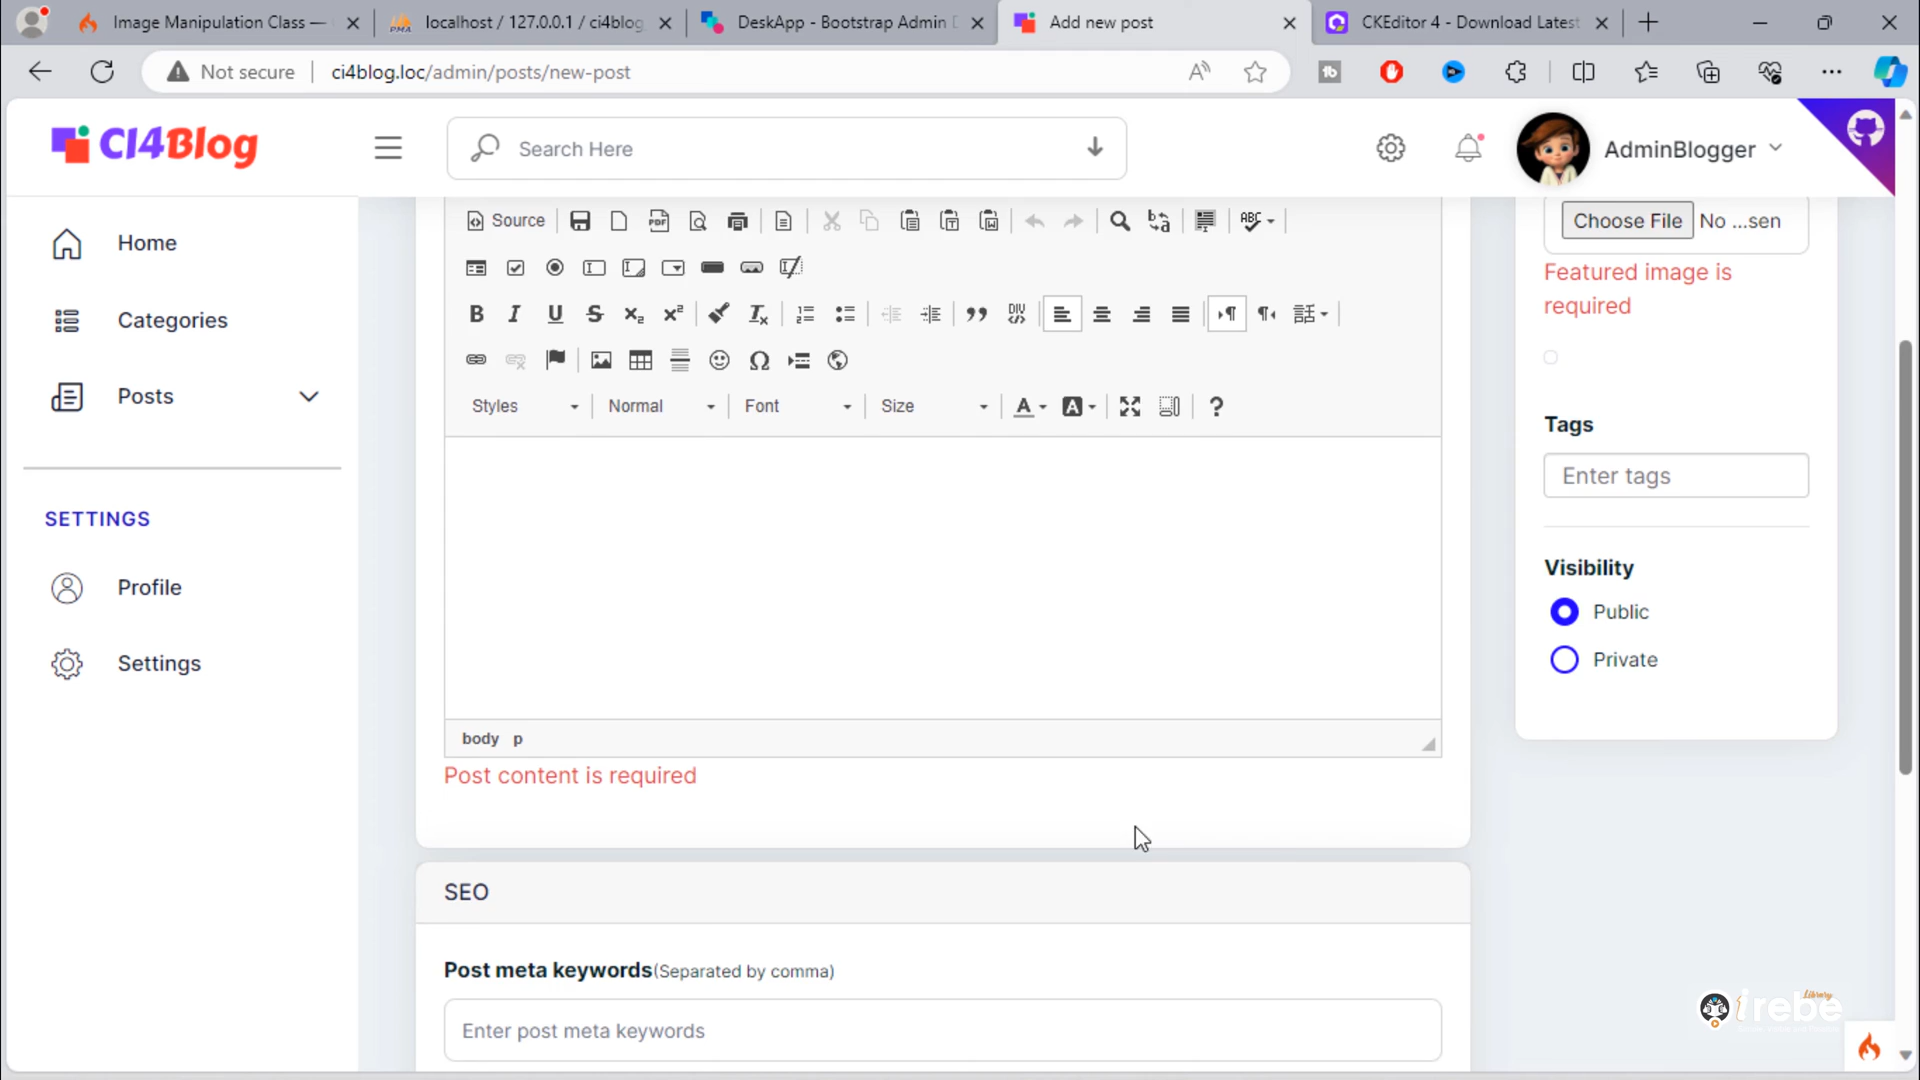 Image Manipulation Class —
localhost / 127.0.0.1 / ci4blog
DeskApp - Bootstrap Admin
Add new post
CKEditor 4 - Download Latest
Not secure
ci4blog.loc/admin/posts/new-post
CI4Blog
Search Here
AdminBlogger
Home
Categories
Posts
SETTINGS
Profile
Settings
Source
Styles
Normal
Font
Size
body p
Post content is required
SEO
Post meta keywords(Separated by comma)
Enter post meta keywords
Choose File No ...sen
Featured image is
required
Tags
Enter tags
Visibility
Public
Private
irebe
Library